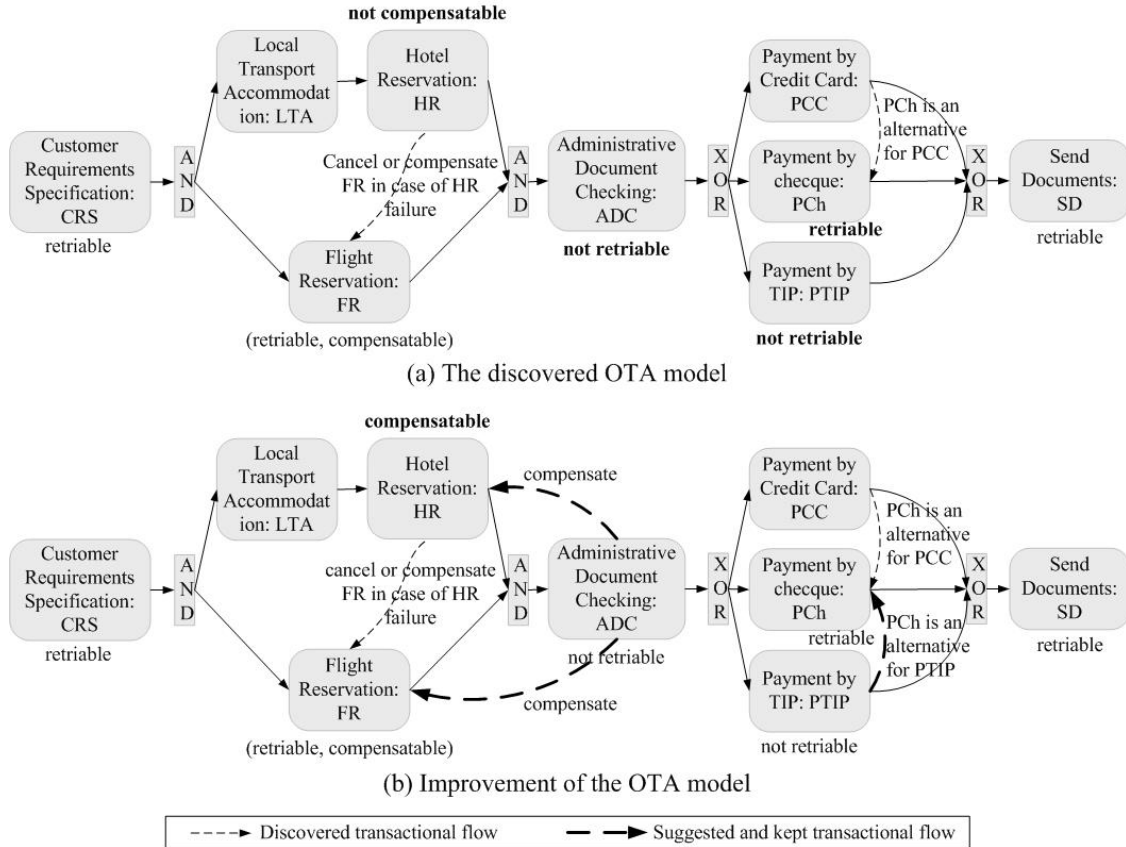 not compensatable
Local
Transport
Accommodat
ion: LTA
Hotel
Reservation:
HR
Customer
Requirements
Specification:
CRS
retriable
A
N
D
Cancel or compensate
FR in case of HR
failure
Flight
Reservation:
FR
(retriable, compensatable)
A
N
D
Administrative
Document
Checking:
ADC
not retriable
X
O
R
Payment by
Credit Card:
PCC
PCh is an
alternative
for PCC
Payment by
checque:
PCh
retriable
Payment by
TIP: PTIP
not retriable
X
O
R
Send
Documents:
SD
retriable
(a) The discovered OTA model
compensatable
Local
Transport
Accommodat
ion: LTA
Hotel
Reservation:
HR
compensate
Customer
Requirements
Specification:
CRS
retriable
A
N
D
cancel or compensate
FR in case of HR
failure
Flight
Reservation:
FR
(retriable, compensatable)
A
N
D
Administrative
Document
Checking:
ADC
not retriable
compensate
X
O
R
Payment by
Credit Card:
PCC
PCh is an
alternative
for PCC
Payment by
checque:
PCh
retriable
PCh is an
alternative
for PTIP
Payment by
TIP: PTIP
not retriable
X
O
R
Send
Documents:
SD
retriable
(b) Improvement of the OTA model
Discovered transactional flow
Suggested and kept transactional flow